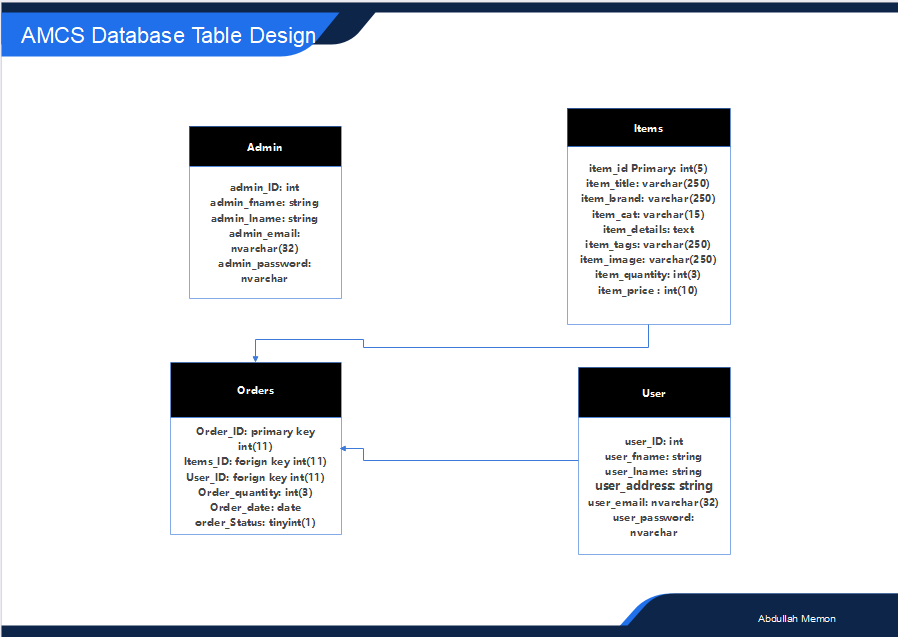 AMCS Database Table Design
Admin
admin_ID: int
admin_fname: string
admin_lname: string
admin_email:
nvarchar(32)
admin_password:
nvarchar
Items
item_id Primary: int(5)
item_title: varchar(250)
item_brand: varchar(250)
item_cat: varchar(15)
item_details: text
item_tags: varchar(250)
item_image: varchar(250)
item_quantity: int(3)
item_price : int(10)
Orders
Order_ID: primary key
int(11)
Items_ID: forign key int(11)
User_ID: forign key int(11)
Order_quantity: int(3)
Order_date: date
order_Status: tinyint(1)
User
user_ID: int
user_fname: string
user_lname: string
user_address: string
user_email: nvarchar(32)
user_password:
nvarchar
Abdullah Memon